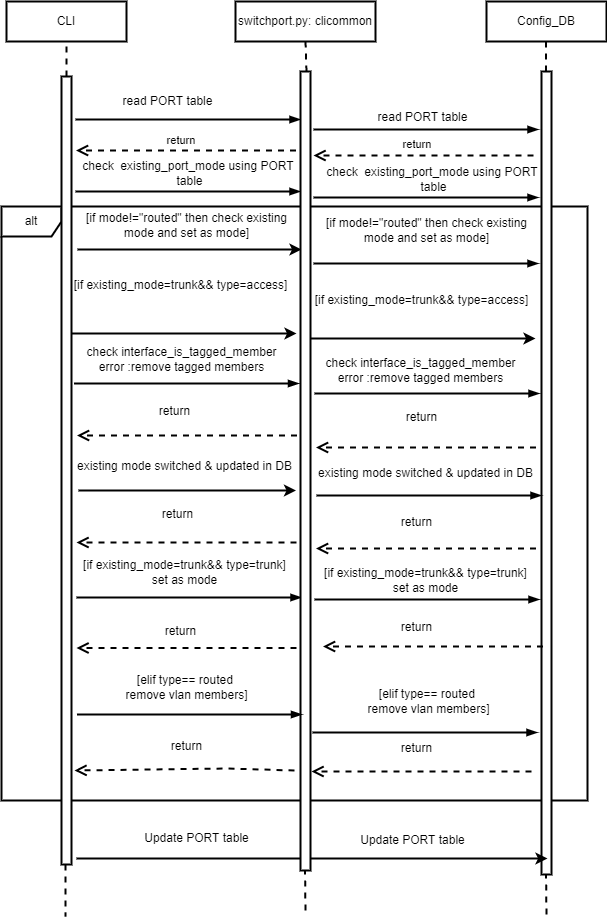 CLI
switchport.py: clicommon
Config_DB
read PORT table
read PORT table
return
return
check existing_port_mode using PORT
table
check existing_port_mode using PORT
table
alt
[if mode!="routed" then check existing
mode and set as mode]
[if mode!="routed" then check existing
mode and set as mode]
[if existing_mode=trunk&& type=access]
[if existing_mode=trunk&& type=access]
check interface_is_tagged_member
error :remove tagged members
check interface_is_tagged_member
error :remove tagged members
return
return
existing mode switched & updated in DB
existing mode switched & updated in DB
return
return
[if existing_mode=trunk&& type=trunk]
set as mode
[if existing_mode=trunk&& type=trunk]
set as mode
return
return
[elif type== routed
remove vlan members]
[elif type== routed
remove vlan members]
return
return
Update PORT table
Update PORT table